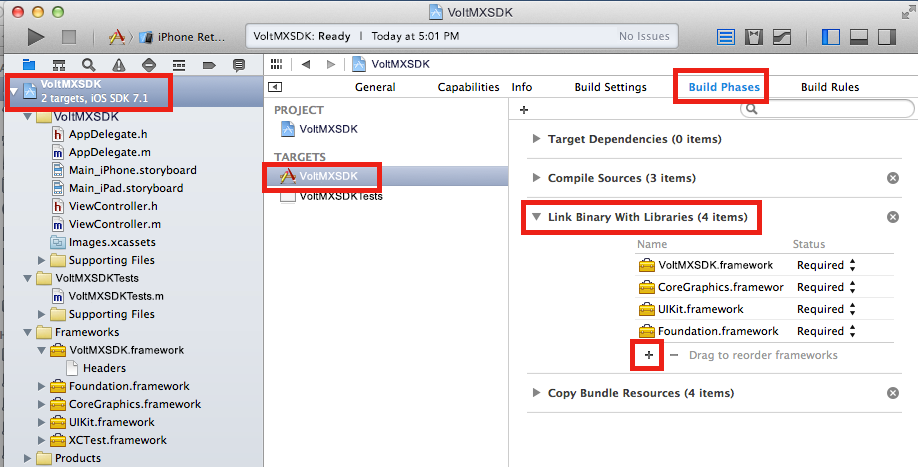 VoltMXSDK
iPhone Ret...
VoltMXSDK: Ready | Today at 5:01 PM
No Issues
VoltMXSDK
2 targets, iOS SDK 7.1
VoltMXSDK
AppDelegate.h
AppDelegate.m
Main_iPhone.storyboard
Main_iPad.storyboard
ViewController.h
ViewController.m
Images.xcassets
Supporting Files
VoltMXSDKTests
VoltMXSDKTests.m
Supporting Files
Frameworks
VoltMXSDK.framework
Headers
Foundation.framework
CoreGraphics.framework
UIKit.framework
XCTest.framework
Products
VoltMXSDK
General Capabilities Info Build Settings Build Phases Build Rules
PROJECT
VoltMXSDK
TARGETS
VoltMXSDK
VoltMXSDKTests
Target Dependencies (0 items)
Compile Sources (3 items)
Link Binary With Libraries (4 items)
Name Status
VoltMXSDK.framework Required
CoreGraphics.framewor Required
UIKit.framework Required
Foundation.framework Required
+ − Drag to reorder frameworks
Copy Bundle Resources (4 items)